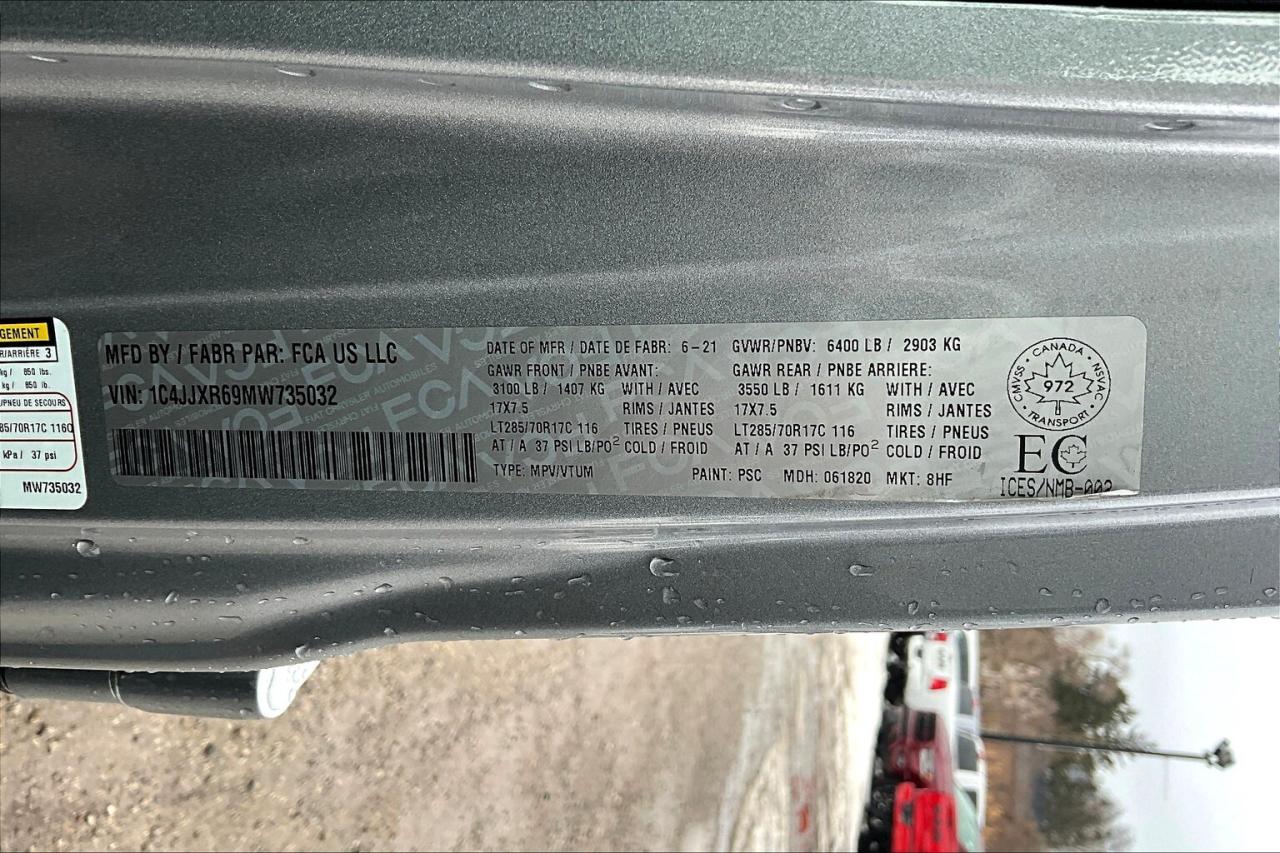 GEMENT
R/ARRIÈRE 3
kg / 850 lbs.
kg / 850 lb.
UPNEU DE SECOURS
85/70R17C 116Q
kPa / 37 psi
MW735032
MFD BY / FABR PAR: FCA US LLC
VIN: 1C4JJXR69MW735032
DATE OF MFR / DATE DE FABR: 6-21 GVWR/PNBV: 6400 LB / 2903 KG
GAWR FRONT / PNBE AVANT: GAWR REAR / PNBE ARRIERE:
3100 LB / 1407 KG WITH / AVEC 3550 LB / 1611 KG WITH / AVEC
17X7.5 RIMS / JANTES 17X7.5 RIMS / JANTES
LT285/70R17C 116 TIRES / PNEUS LT285/70R17C 116 TIRES / PNEUS
AT / A 37 PSI LB/PO² COLD / FROID AT / A 37 PSI LB/PO² COLD / FROID
TYPE: MPV/VTUM PAINT: PSC MDH: 061820 MKT: 8HF
CANADA
CMVSS 972 NSVAC
TRANSPORT
EC
ICES/NMB-002